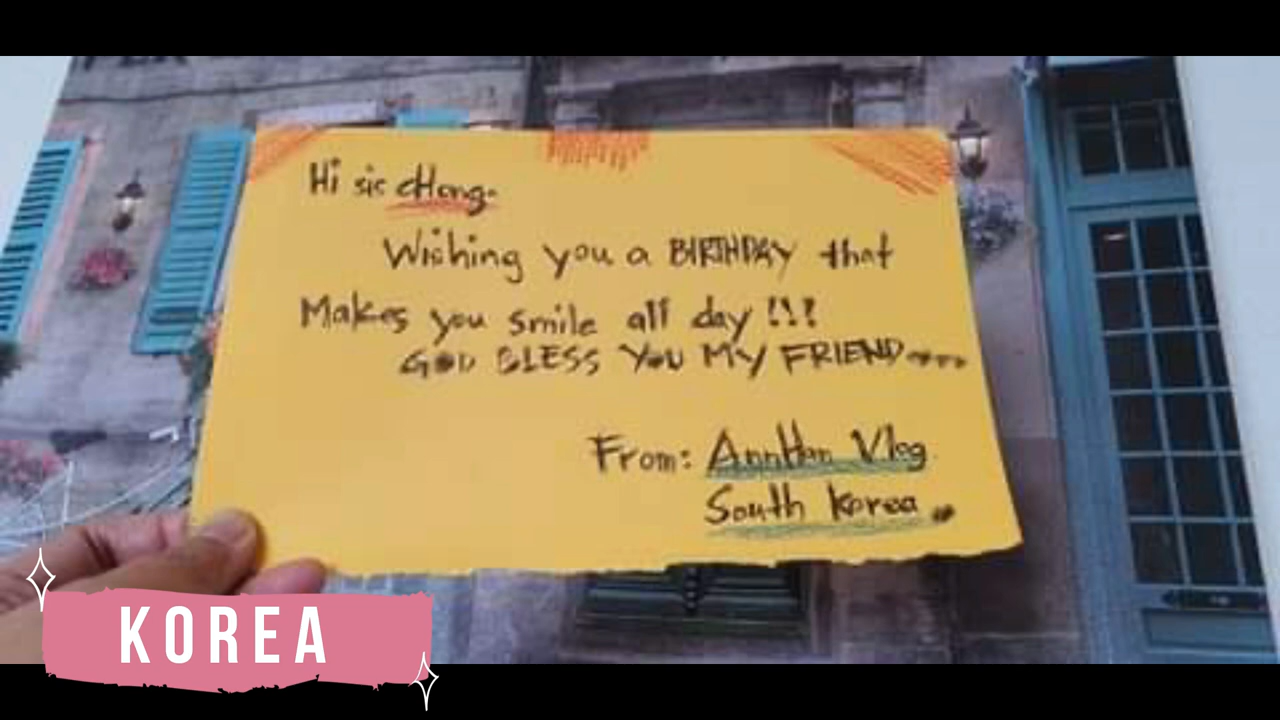 Hi sis cHong.
Wishing you a BIRTHDAY that
Makes you smile all day !!!
GOD BLESS YOU MY FRIEND....
From: AnnHan Vlog
South Korea
KOREA